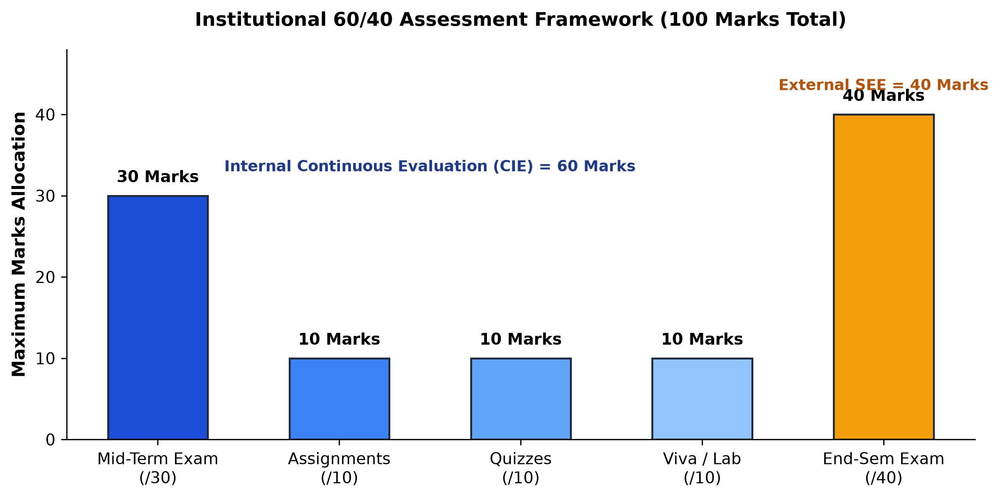 Institutional 60/40 Assessment Framework (100 Marks Total)
Maximum Marks Allocation
40
30
20
10
0
External SEE = 40 Marks
40 Marks
Internal Continuous Evaluation (CIE) = 60 Marks
30 Marks
10 Marks
10 Marks
10 Marks
Mid-Term Exam
(/30)
Assignments
(/10)
Quizzes
(/10)
Viva / Lab
(/10)
End-Sem Exam
(/40)